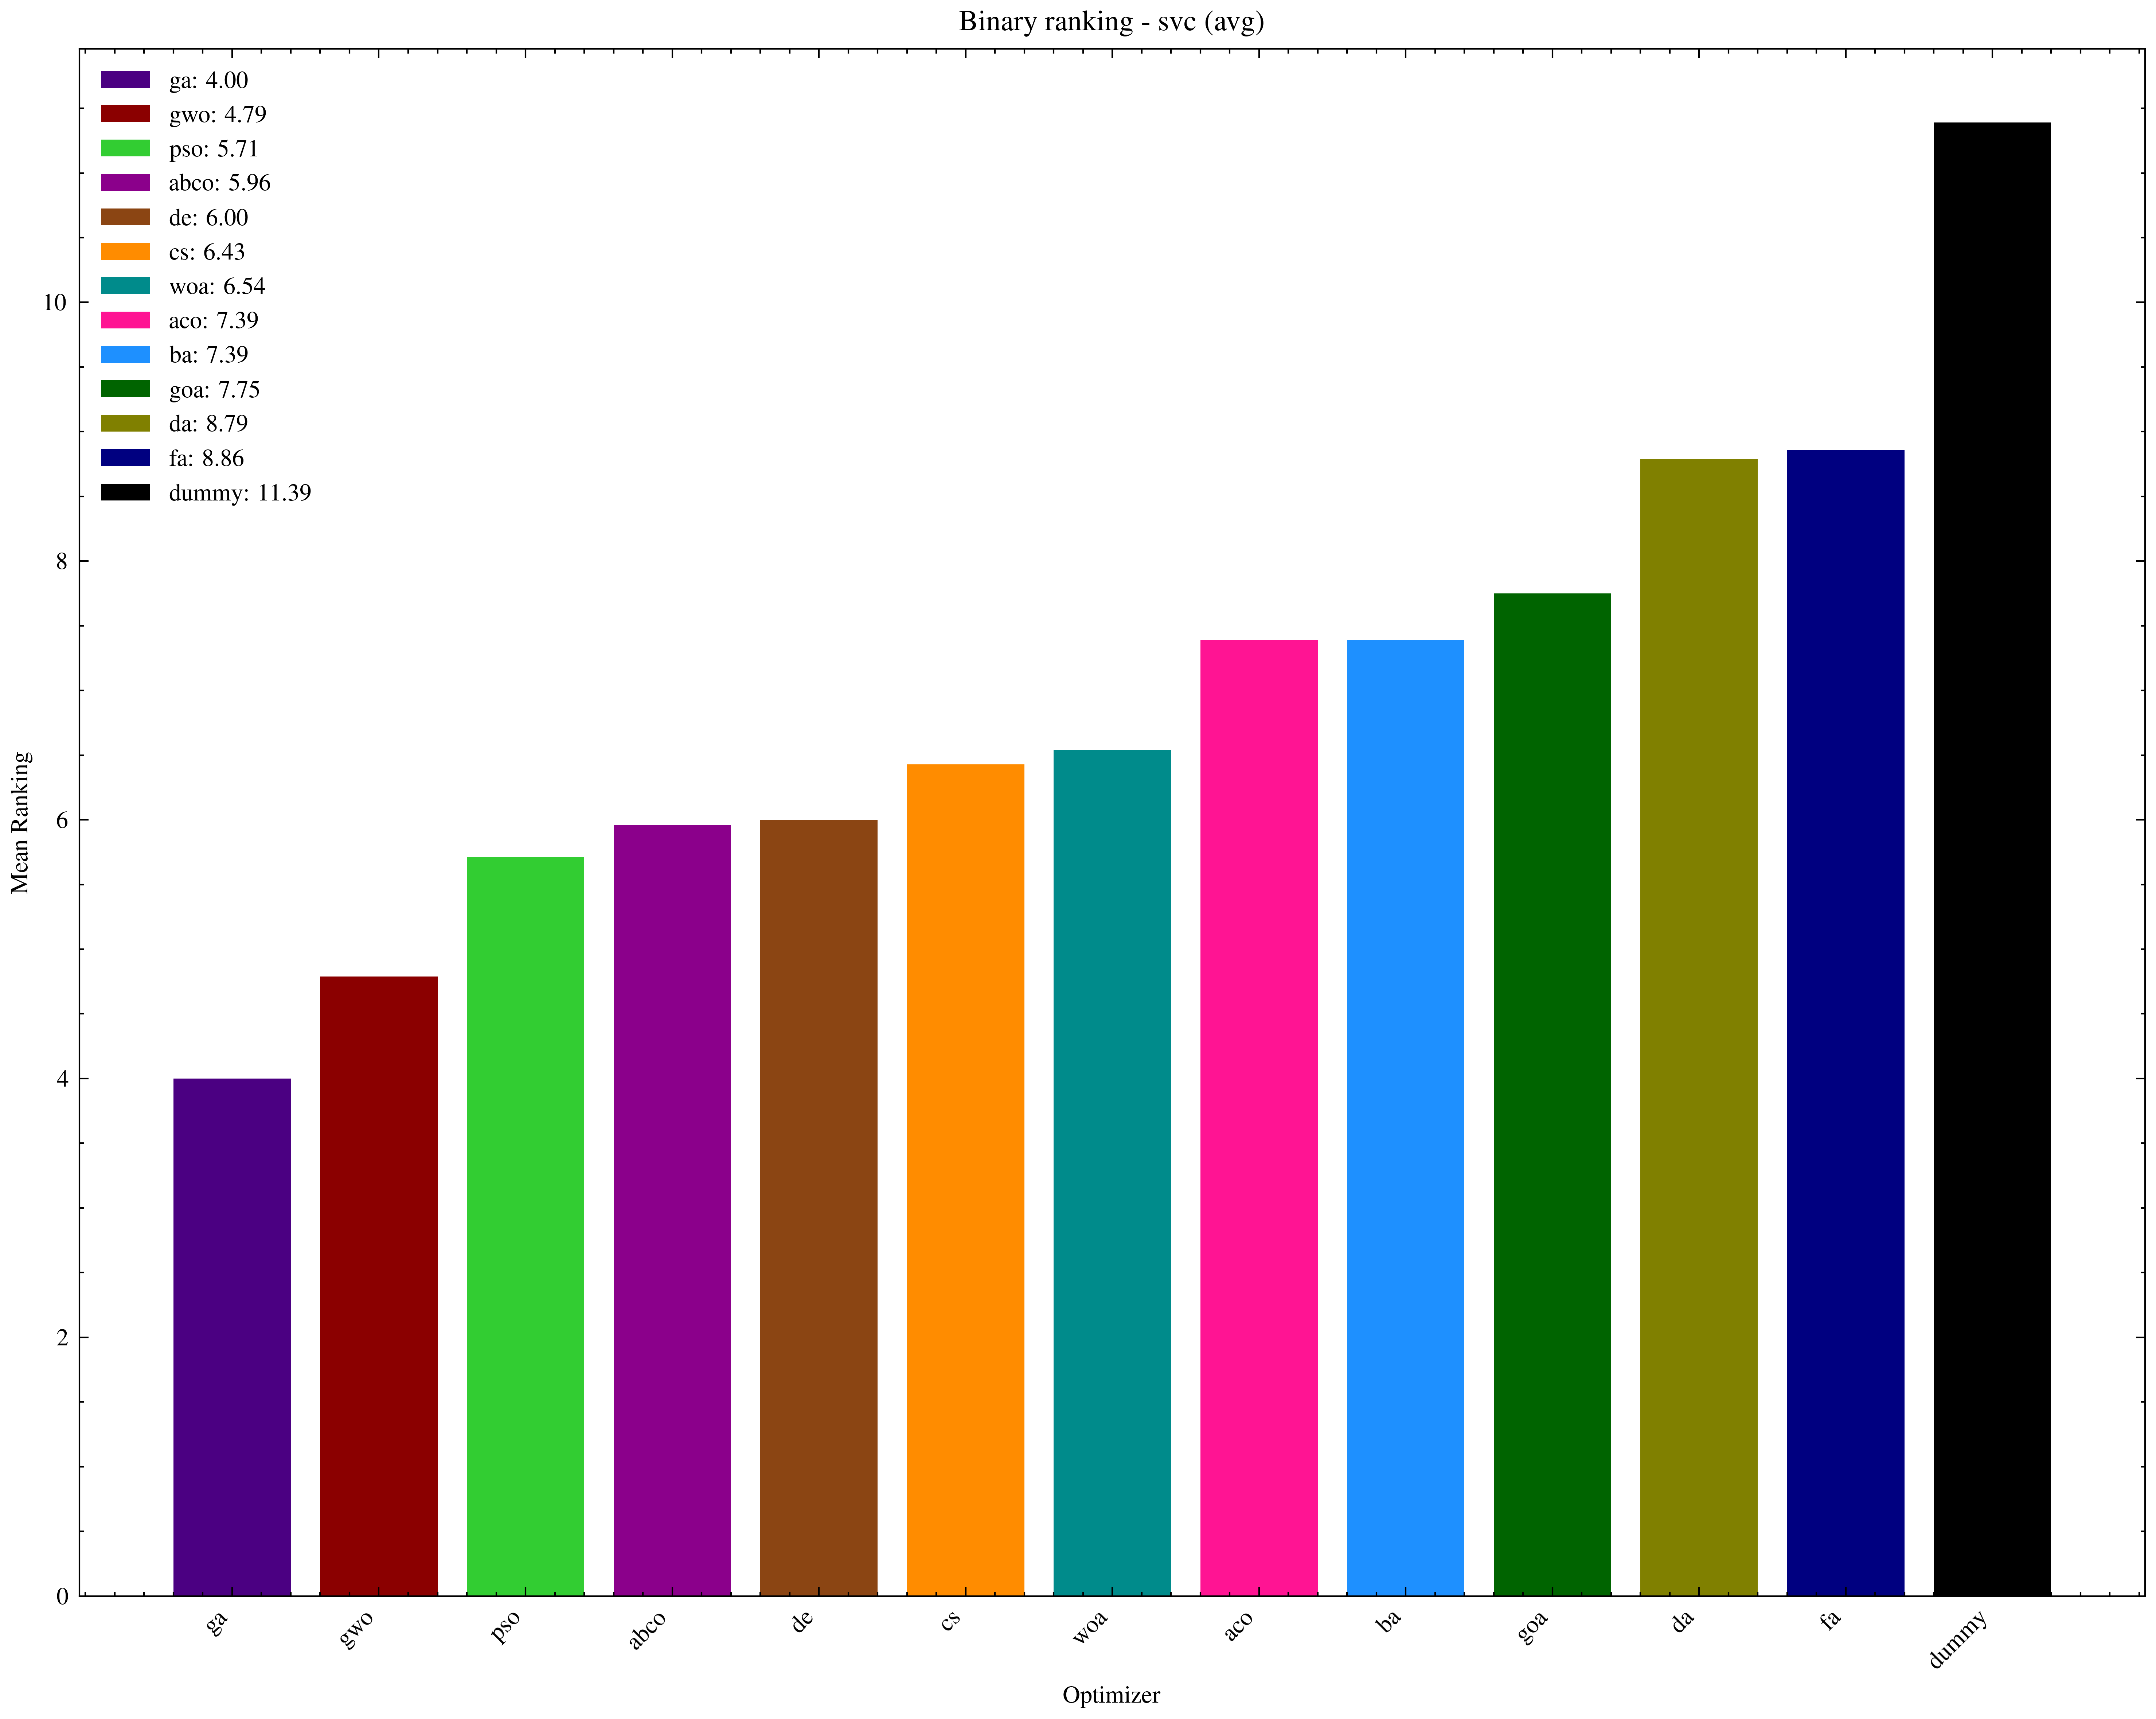 Binary ranking - svc (avg)
ga: 4.00
gwo: 4.79
pso: 5.71
abco: 5.96
de: 6.00
cs: 6.43
woa: 6.54
aco: 7.39
ba: 7.39
goa: 7.75
da: 8.79
fa: 8.86
dummy: 11.39
10
8
6
4
2
0
Mean Ranking
ga
gwo
pso
abco
de
cs
woa
aco
ba
goa
da
fa
dummy
Optimizer